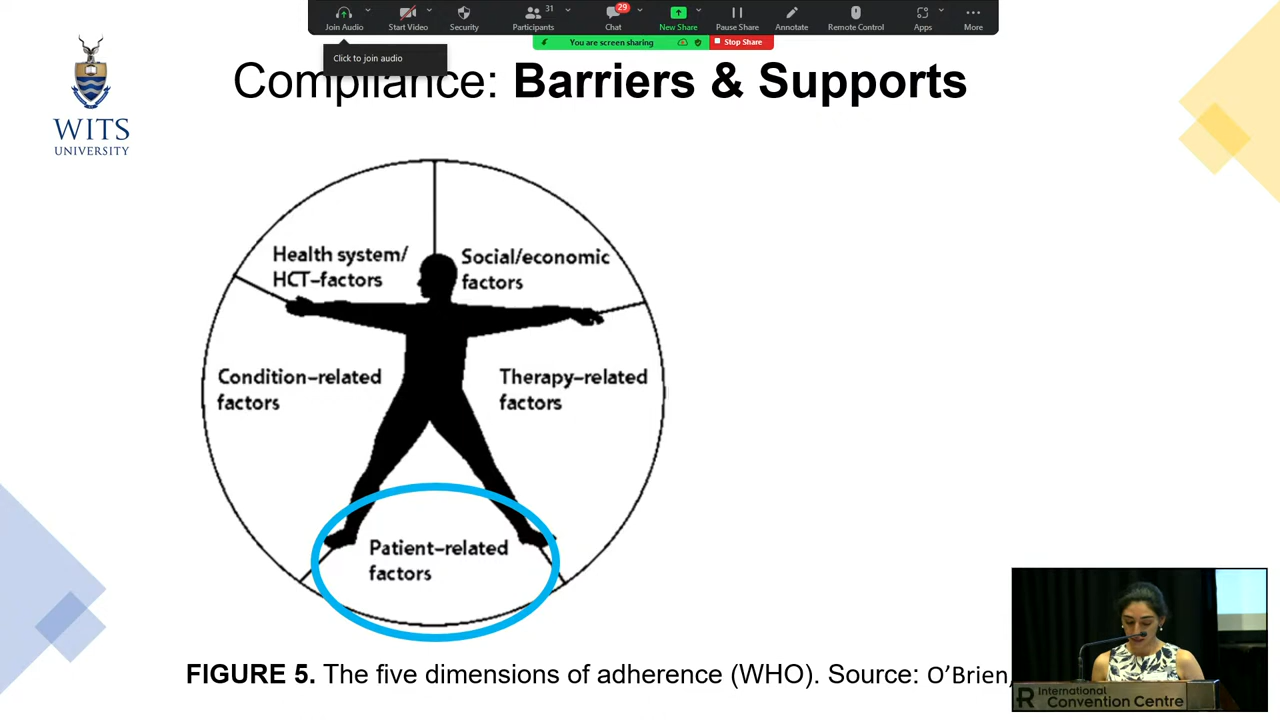 Join Audio
Start Video
Security
31
Participants
29
Chat
New Share
Pause Share
Annotate
Remote Control
Apps
More
You are screen sharing
Stop Share
Click to join audio
Compliance: Barriers & Supports
WITS
UNIVERSITY
Health system/
HCT–factors
Social/economic
factors
Condition–related
factors
Therapy–related
factors
Patient–related
factors
FIGURE 5. The five dimensions of adherence (WHO). Source: O’Brien,
International
Convention Centre